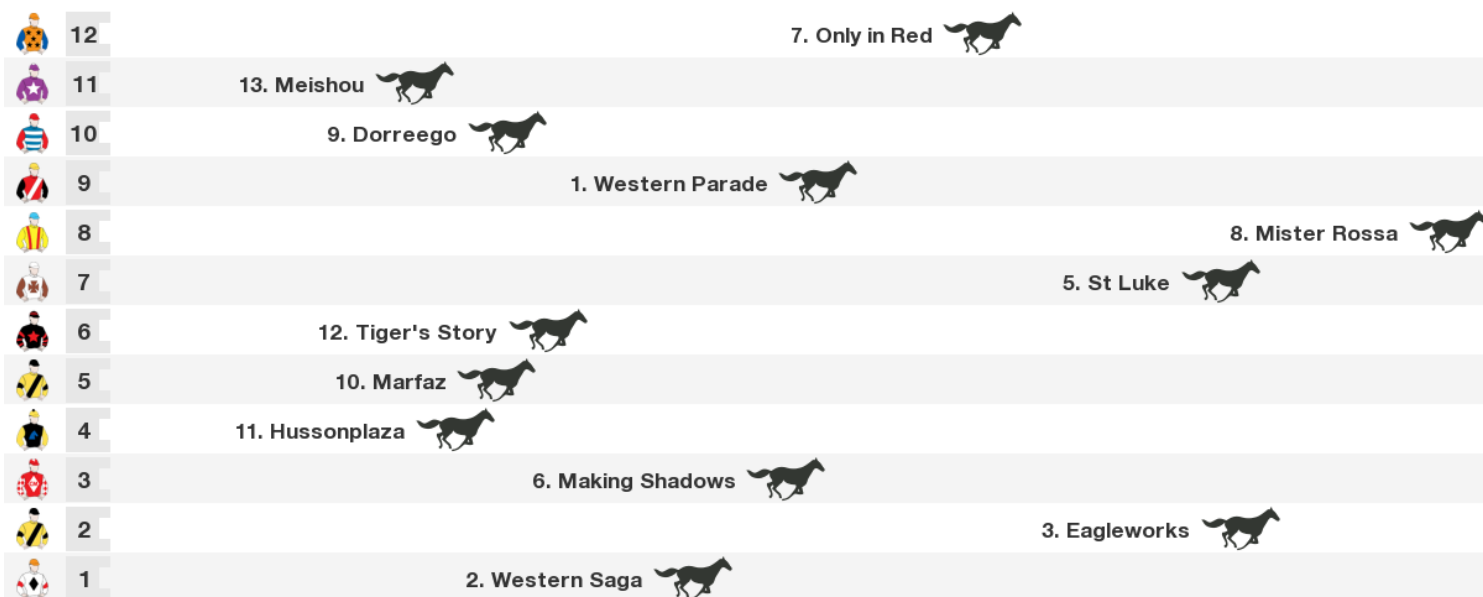 12 7. Only in Red
11 13. Meishou
10 9. Dorreego
9 1. Western Parade
8 8. Mister Rossa
7 5. St Luke
6 12. Tiger's Story
5 10. Marfaz
4 11. Hussonplaza
3 6. Making Shadows
2 3. Eagleworks
1 2. Western Saga